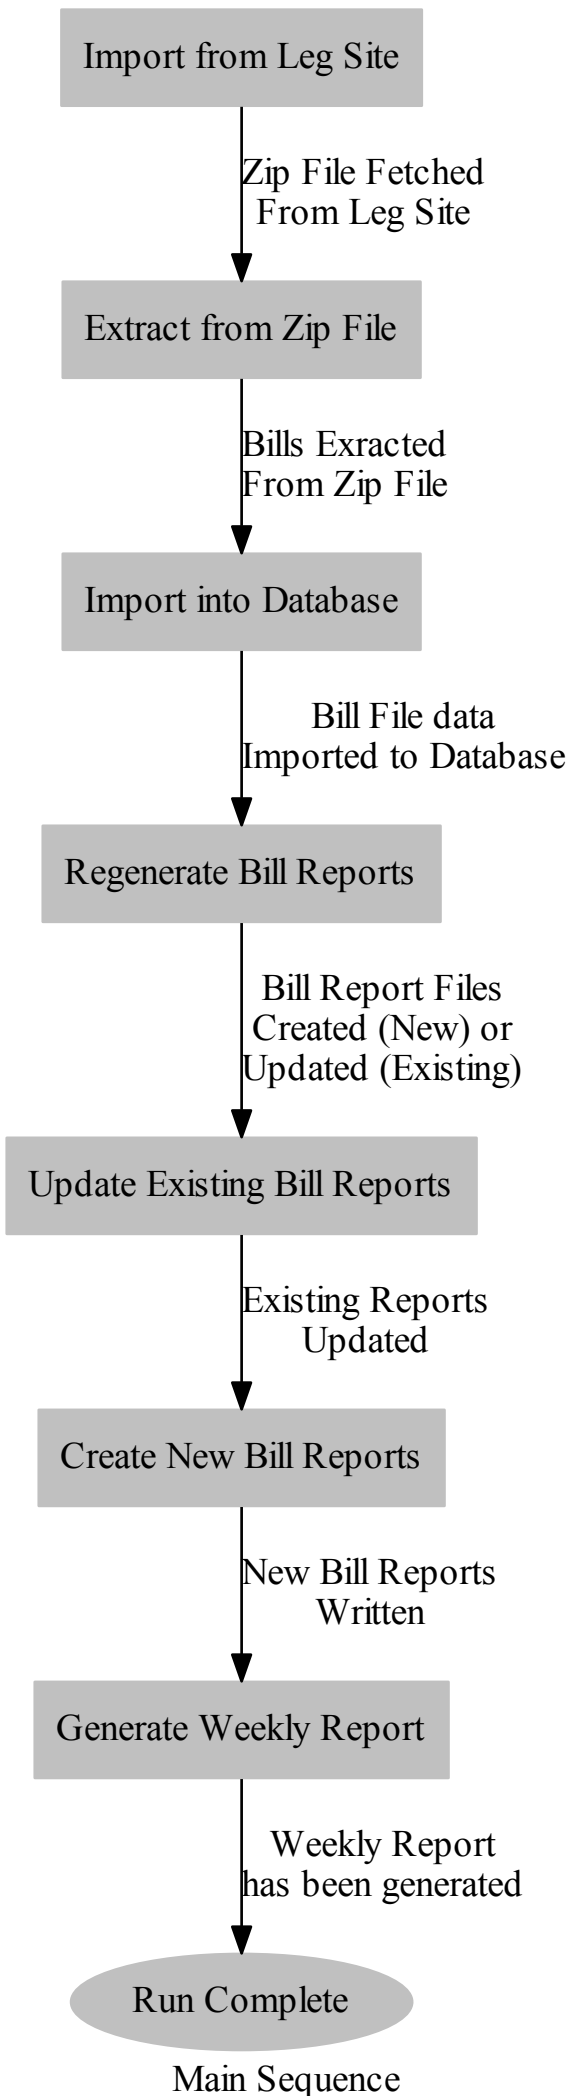 Import from Leg Site
Zip File Fetched
From Leg Site
Extract from Zip File
Bills Exracted
From Zip File
Import into Database
Bill File data
Imported to Database
Regenerate Bill Reports
Bill Report Files
Created (New) or
Updated (Existing)
Update Existing Bill Reports
Existing Reports
Updated
Create New Bill Reports
New Bill Reports
Written
Generate Weekly Report
Weekly Report
has been generated
Run Complete
Main Sequence